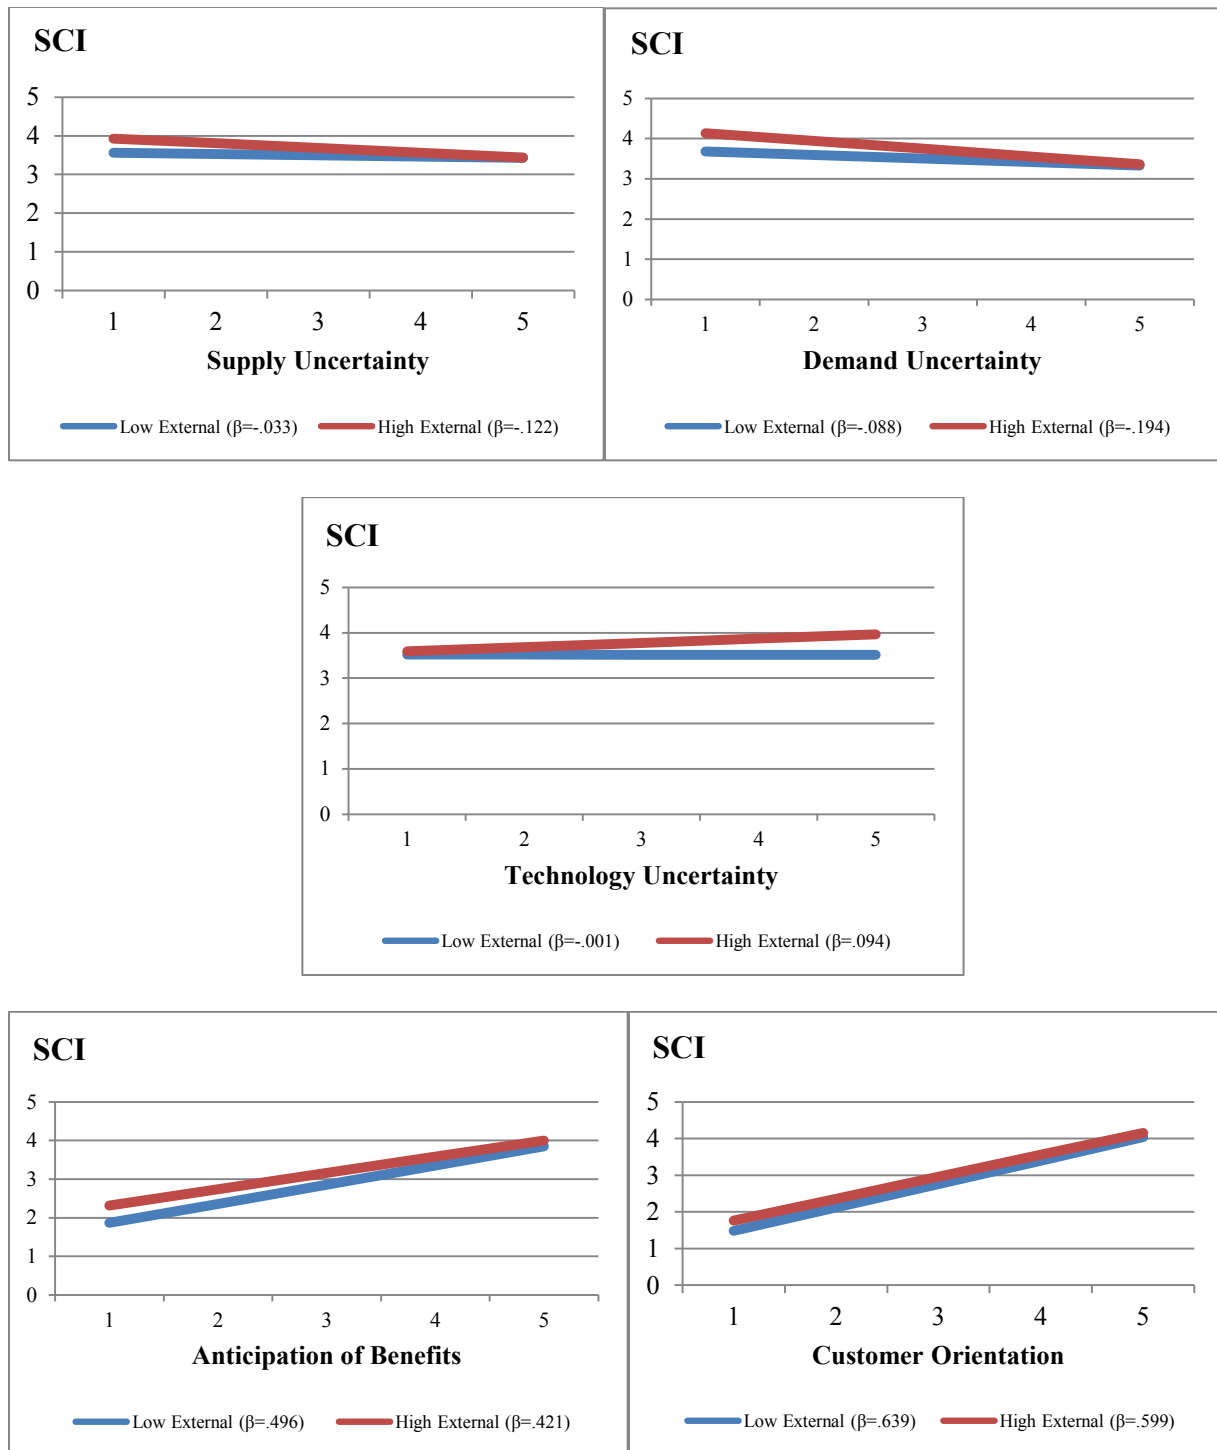 SCI
5
4
3
2
1
0
1 2 3 4 5
Supply Uncertainty
Low External (β=-.033) High External (β=-.122)
SCI
5
4
3
2
1
0
1 2 3 4 5
Demand Uncertainty
Low External (β=-.088) High External (β=-.194)
SCI
5
4
3
2
1
0
1 2 3 4 5
Technology Uncertainty
Low External (β=-.001) High External (β=.094)
SCI
5
4
3
2
1
0
1 2 3 4 5
Anticipation of Benefits
Low External (β=.496) High External (β=.421)
SCI
5
4
3
2
1
0
1 2 3 4 5
Customer Orientation
Low External (β=.639) High External (β=.599)